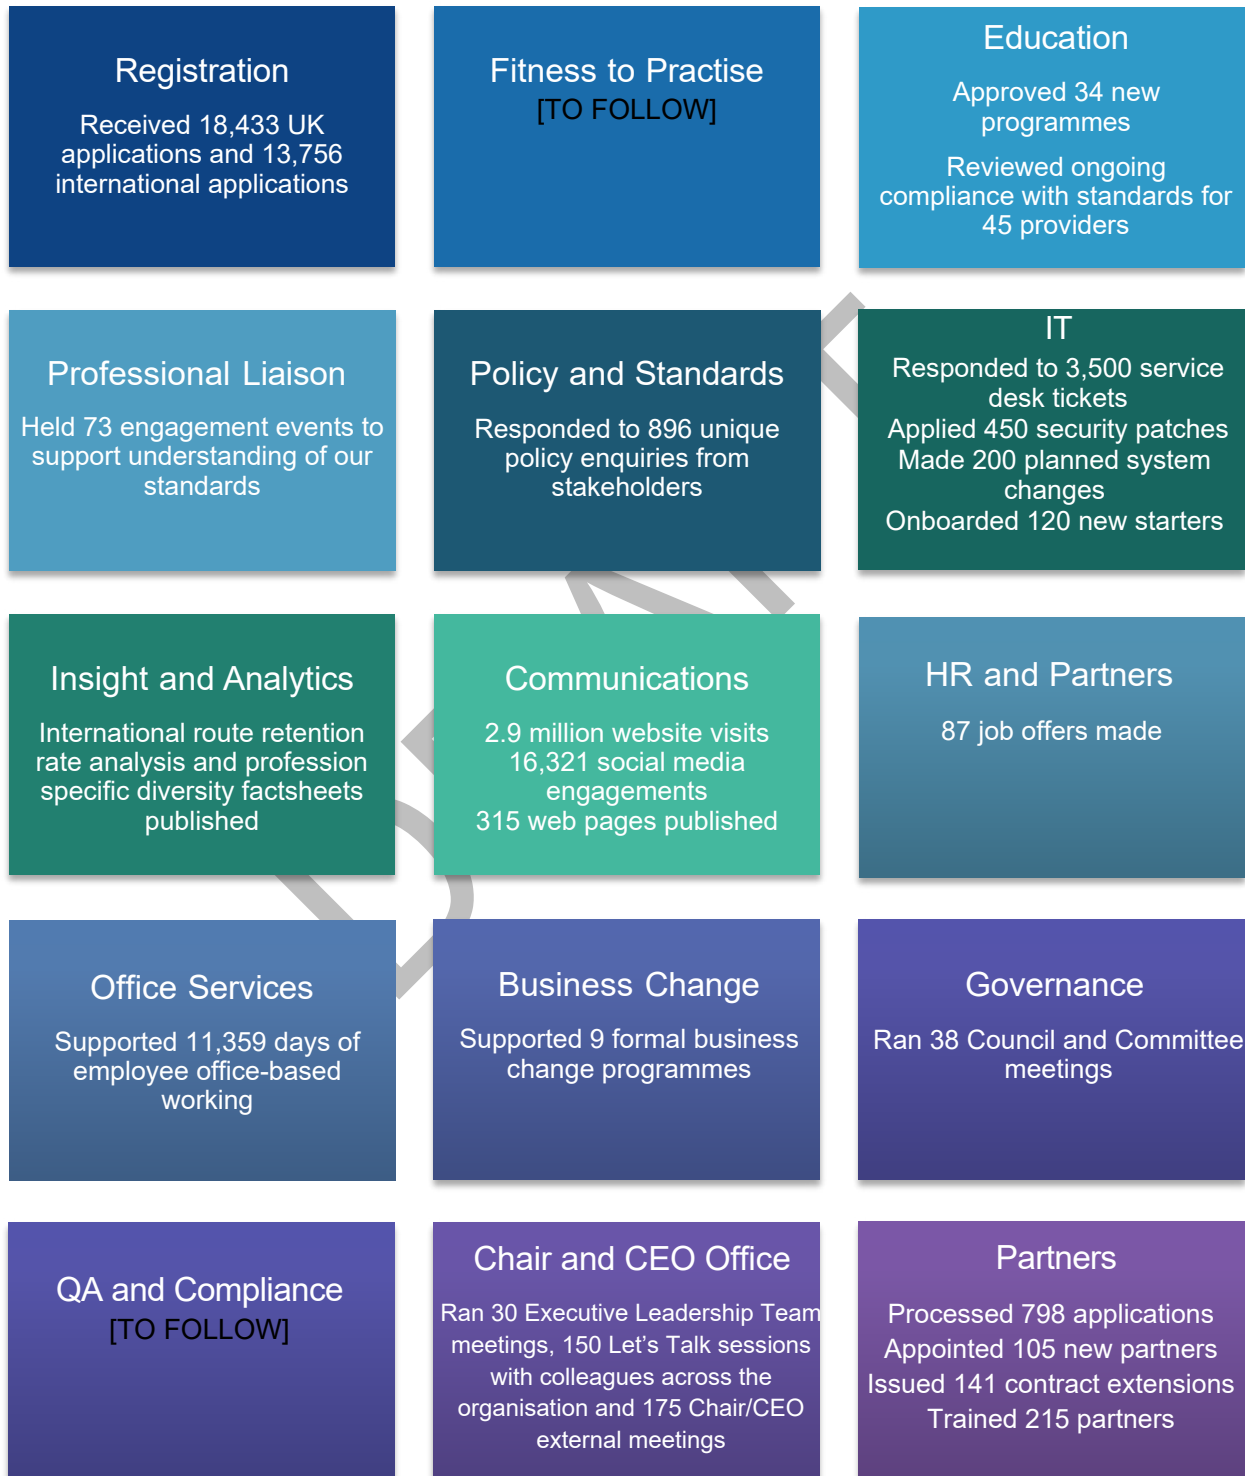 Registration
Received 18,433 UK
applications and 13,756
international applications
Fitness to Practise
[TO FOLLOW]
Education
Approved 34 new
programmes
Reviewed ongoing
compliance with standards for
45 providers
Professional Liaison
Held 73 engagement events to
support understanding of our
standards
Policy and Standards
Responded to 896 unique
policy enquiries from
stakeholders
IT
Responded to 3,500 service
desk tickets
Applied 450 security patches
Made 200 planned system
changes
Onboarded 120 new starters
Insight and Analytics
International route retention
rate analysis and profession
specific diversity factsheets
published
Communications
2.9 million website visits
16,321 social media
engagements
315 web pages published
HR and Partners
87 job offers made
Office Services
Supported 11,359 days of
employee office-based
working
Business Change
Supported 9 formal business
change programmes
Governance
Ran 38 Council and Committee
meetings
QA and Compliance
[TO FOLLOW]
Chair and CEO Office
Ran 30 Executive Leadership Team
meetings, 150 Let’s Talk sessions
with colleagues across the
organisation and 175 Chair/CEO
external meetings
Partners
Processed 798 applications
Appointed 105 new partners
Issued 141 contract extensions
Trained 215 partners